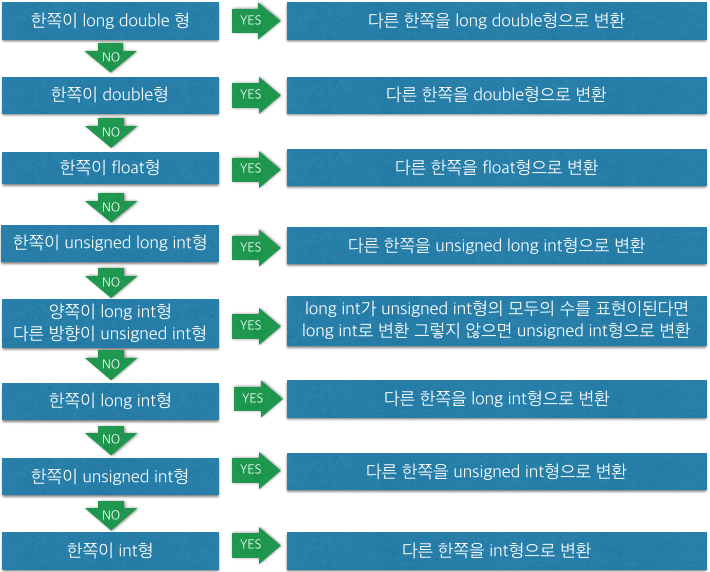 한쪽이 long double 형
YES
다른 한쪽을 long double형으로 변환
NO
한쪽이 double형
YES
다른 한쪽을 double형으로 변환
NO
한쪽이 float형
YES
다른 한쪽을 float형으로 변환
NO
한쪽이 unsigned long int형
YES
다른 한쪽을 unsigned long int형으로 변환
NO
양쪽이 long int형
다른 방향이 unsigned int형
YES
long int가 unsigned int형의 모두의 수를 표현이된다면
long int로 변환 그렇지 않으면 unsigned int형으로 변환
NO
한쪽이 long int형
YES
다른 한쪽을 long int형으로 변환
NO
한쪽이 unsigned int형
YES
다른 한쪽을 unsigned int형으로 변환
NO
한쪽이 int형
YES
다른 한쪽을 int형으로 변환